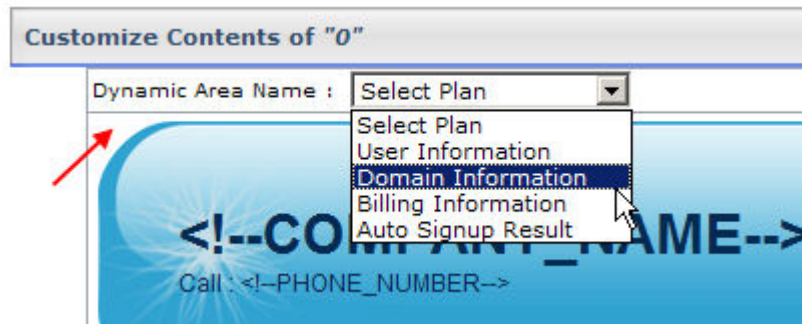 Customize Contents of "0"
Dynamic Area Name : Select Plan
Select Plan
User Information
Domain Information
Billing Information
Auto Signup Result
<!--COMPANY_NAME-->
Call : <!--PHONE_NUMBER-->